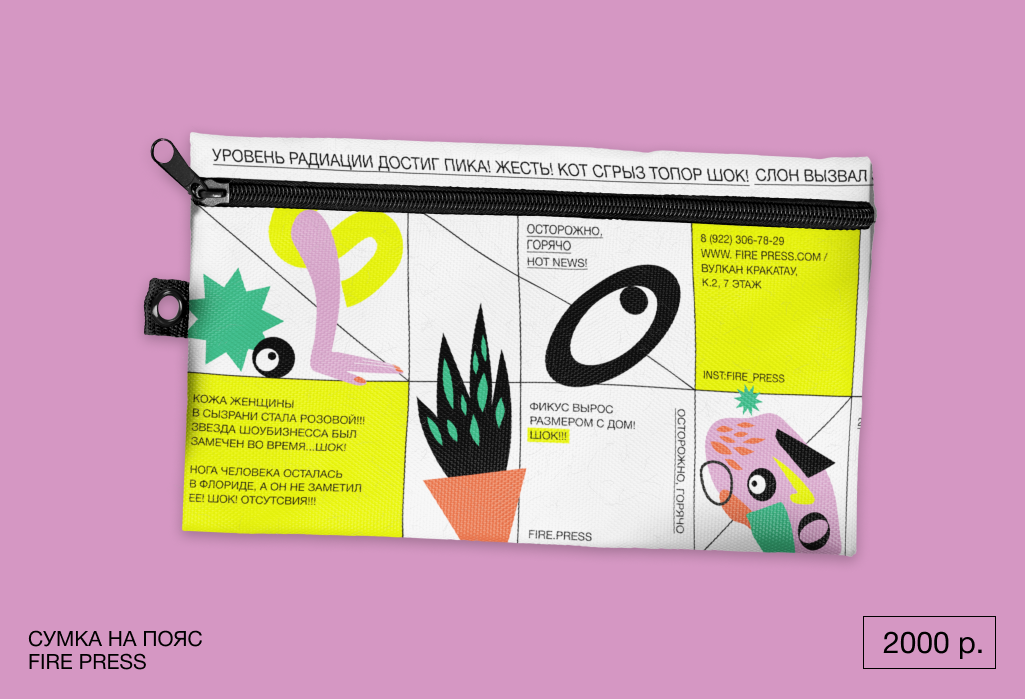 УРОВЕНЬ РАДИАЦИИ ДОСТИГ ПИКА! ЖЕСТЬ! КОТ СГРЫЗ ТОПОР ШОК! СЛОН ВЫЗВАЛ
ОСТОРОЖНО,
ГОРЯЧО
HOT NEWS!
8 (922) 306-78-29
WWW. FIRE PRESS.COM /
ВУЛКАН КРАКАТАУ,
К.2, 7 ЭТАЖ
INST:FIRE_PRESS
КОЖА ЖЕНЩИНЫ
В СЫЗРАНИ СТАЛА РОЗОВОЙ!!!
ЗВЕЗДА ШОУБИЗНЕССА БЫЛ
ЗАМЕЧЕН ВО ВРЕМЯ...ШОК!
НОГА ЧЕЛОВЕКА ОСТАЛАСЬ
В ФЛОРИДЕ, А ОН НЕ ЗАМЕТИЛ
ЕЕ! ШОК! ОТСУТСВИЯ!!!
ФИКУС ВЫРОС
РАЗМЕРОМ С ДОМ!
ШОК!!!
ОСТОРОЖНО, ГОРЯЧО
FIRE.PRESS
СУМКА НА ПОЯС
FIRE PRESS
2000 р.